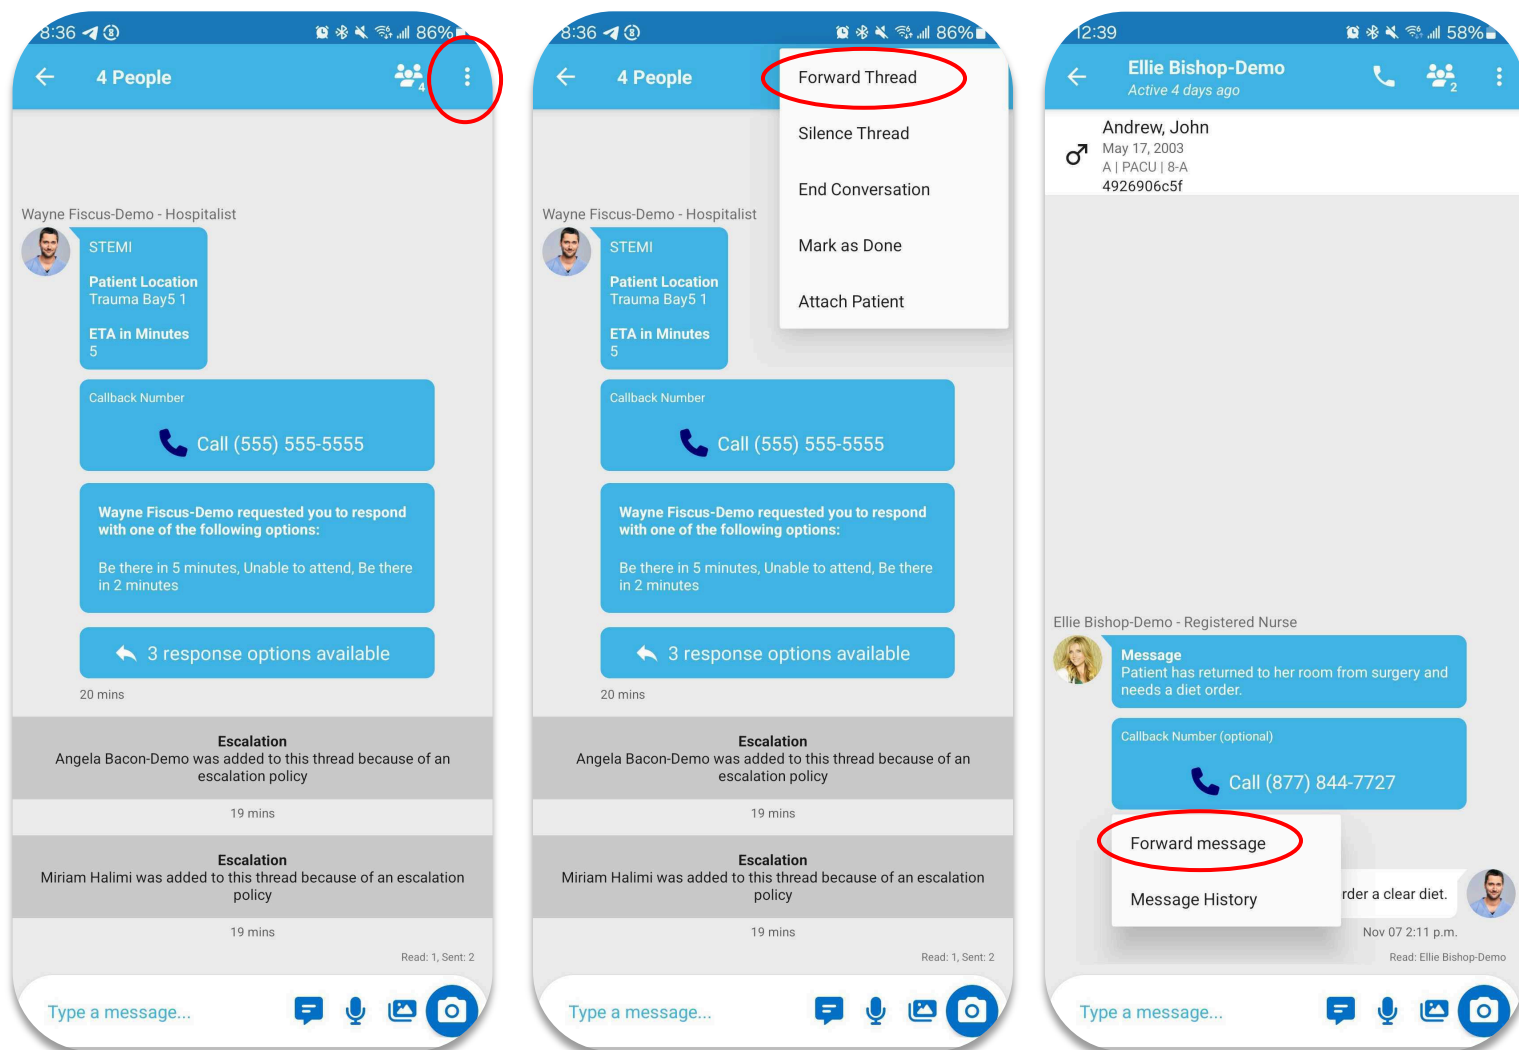 8:36
86%
4 People
4
Wayne Fiscus-Demo - Hospitalist
STEMI
Patient Location
Trauma Bay5 1
ETA in Minutes
5
Callback Number
Call (555) 555-5555
Wayne Fiscus-Demo requested you to respond
with one of the following options:
Be there in 5 minutes, Unable to attend, Be there
in 2 minutes
3 response options available
20 mins
Escalation
Angela Bacon-Demo was added to this thread because of an
escalation policy
19 mins
Escalation
Miriam Halimi was added to this thread because of an escalation
policy
19 mins
Read: 1, Sent: 2
Type a message...
8:36
86%
4 People
Forward Thread
Silence Thread
End Conversation
Mark as Done
Attach Patient
Wayne Fiscus-Demo - Hospitalist
STEMI
Patient Location
Trauma Bay5 1
ETA in Minutes
5
Callback Number
Call (555) 555-5555
Wayne Fiscus-Demo requested you to respond
with one of the following options:
Be there in 5 minutes, Unable to attend, Be there
in 2 minutes
3 response options available
20 mins
Escalation
Angela Bacon-Demo was added to this thread because of an
escalation policy
19 mins
Escalation
Miriam Halimi was added to this thread because of an escalation
policy
19 mins
Read: 1, Sent: 2
Type a message...
12:39
58%
Ellie Bishop-Demo
Active 4 days ago
2
Andrew, John
May 17, 2003
A | PACU | 8-A
4926906c5f
Ellie Bishop-Demo - Registered Nurse
Message
Patient has returned to her room from surgery and
needs a diet order.
Callback Number (optional)
Call (877) 844-7727
Forward message
Message History
rder a clear diet.
Nov 07 2:11 p.m.
Read: Ellie Bishop-Demo
Type a message...